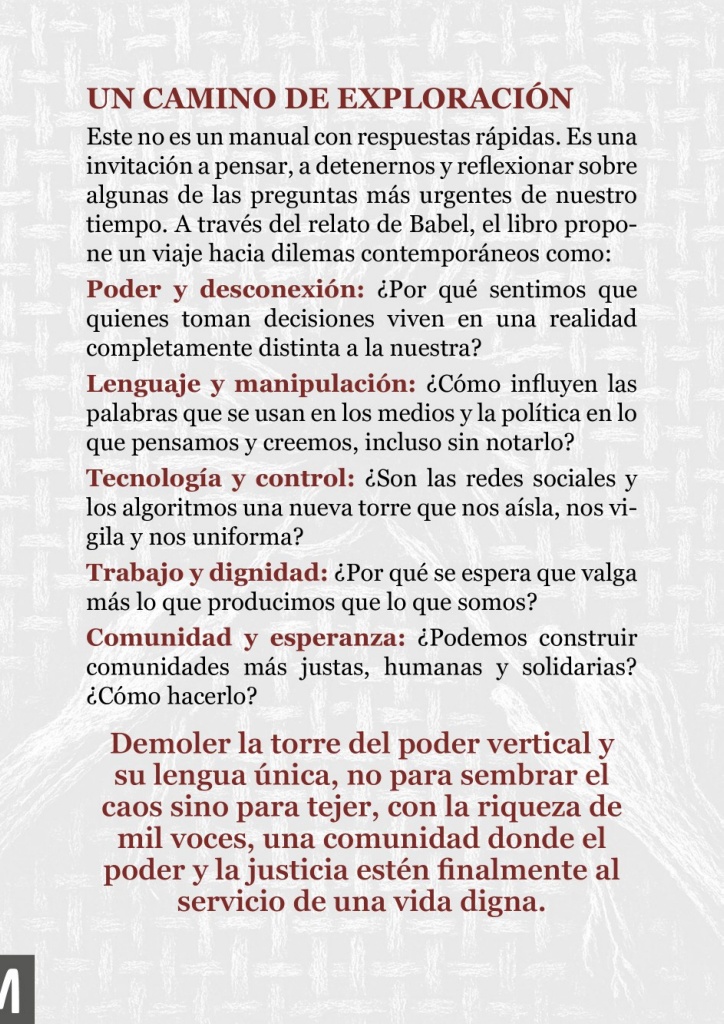 UN CAMINO DE EXPLORACIÓN
Este no es un manual con respuestas rápidas. Es una
invitación a pensar, a detenernos y reflexionar sobre
algunas de las preguntas más urgentes de nuestro
tiempo. A través del relato de Babel, el libro propo-
ne un viaje hacia dilemas contemporáneos como:
Poder y desconexión: ¿Por qué sentimos que
quienes toman decisiones viven en una realidad
completamente distinta a la nuestra?
Lenguaje y manipulación: ¿Cómo influyen las
palabras que se usan en los medios y la política en lo
que pensamos y creemos, incluso sin notarlo?
Tecnología y control: ¿Son las redes sociales y
los algoritmos una nueva torre que nos aísla, nos vi-
gila y nos uniforma?
Trabajo y dignidad: ¿Por qué se espera que valga
más lo que producimos que lo que somos?
Comunidad y esperanza: ¿Podemos construir
comunidades más justas, humanas y solidarias?
¿Cómo hacerlo?
Demoler la torre del poder vertical y
su lengua única, no para sembrar el
caos sino para tejer, con la riqueza de
mil voces, una comunidad donde el
poder y la justicia estén finalmente al
servicio de una vida digna.